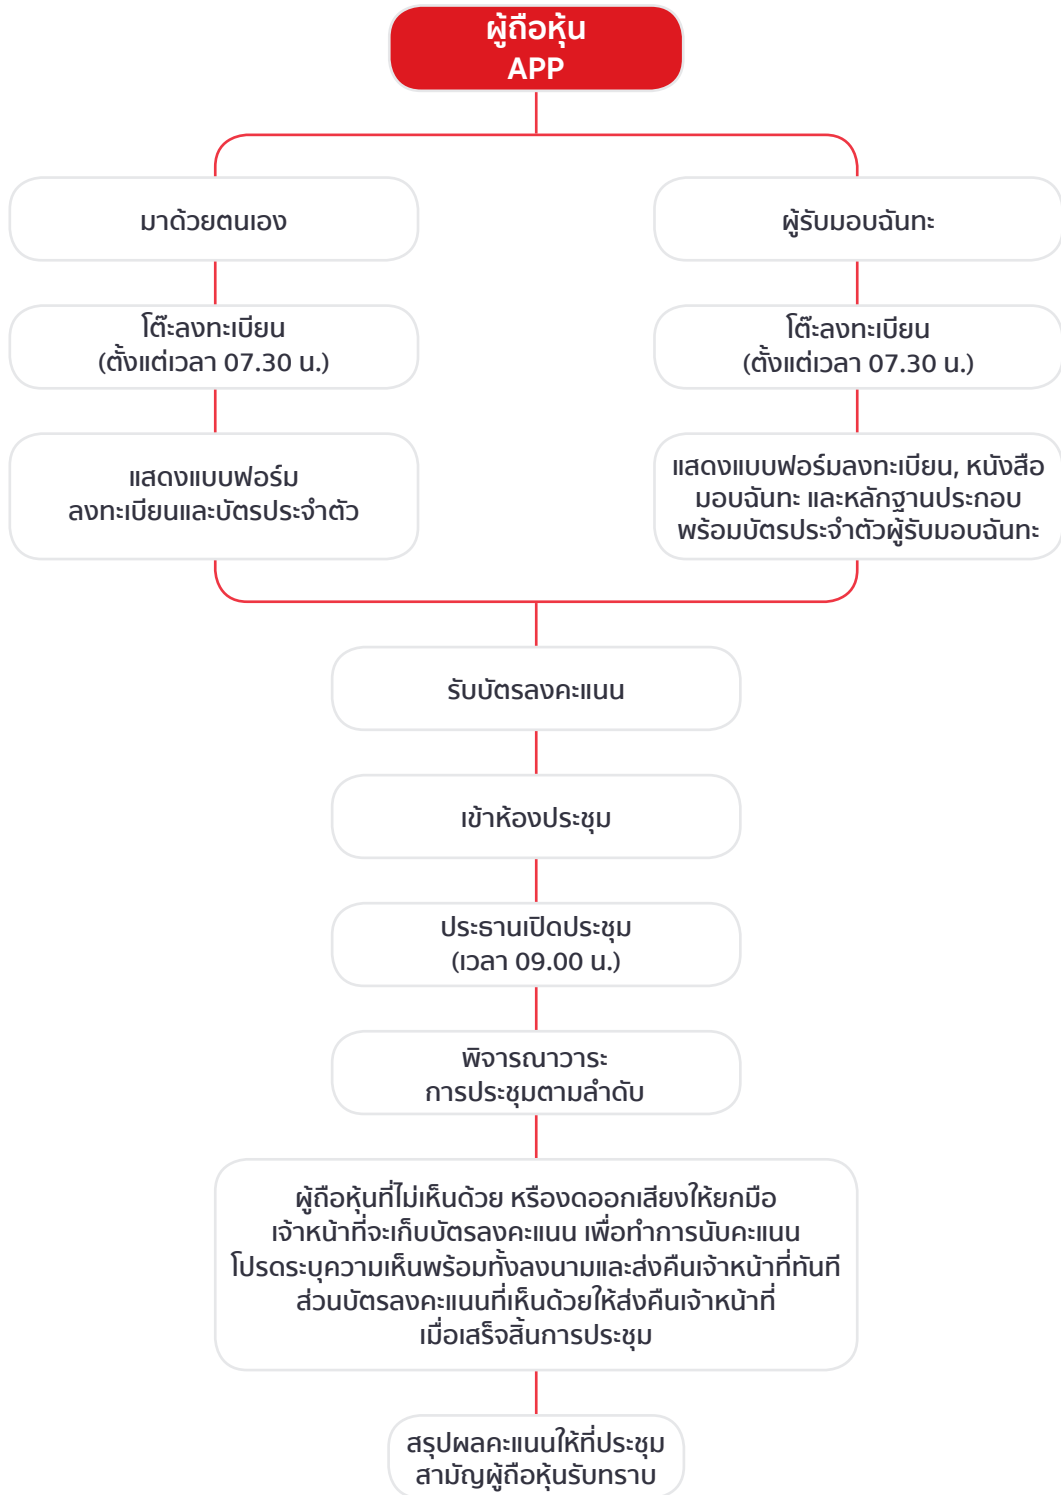 ผู้ถือหุ้น
APP
มาด้วยตนเอง
ผู้รับมอบฉันทะ
โต๊ะลงทะเบียน
(ตั้งแต่เวลา 07.30 น.)
โต๊ะลงทะเบียน
(ตั้งแต่เวลา 07.30 น.)
แสดงแบบฟอร์ม
ลงทะเบียนและบัตรประจำตัว
แสดงแบบฟอร์มลงทะเบียน, หนังสือ
มอบฉันทะ และหลักฐานประกอบ
พร้อมบัตรประจำตัวผู้รับมอบฉันทะ
รับบัตรลงคะแนน
เข้าห้องประชุม
ประธานเปิดประชุม
(เวลา 09.00 น.)
พิจารณาวาระ
การประชุมตามลำดับ
ผู้ถือหุ้นที่ไม่เห็นด้วย หรืองดออกเสียงให้ยกมือ
เจ้าหน้าที่จะเก็บบัตรลงคะแนน เพื่อทำการนับคะแนน
โปรดระบุความเห็นพร้อมทั้งลงนามและส่งคืนเจ้าหน้าที่ทันที
ส่วนบัตรลงคะแนนที่เห็นด้วยให้ส่งคืนเจ้าหน้าที่
เมื่อเสร็จสิ้นการประชุม
สรุปผลคะแนนให้ที่ประชุม
สามัญผู้ถือหุ้นรับทราบ